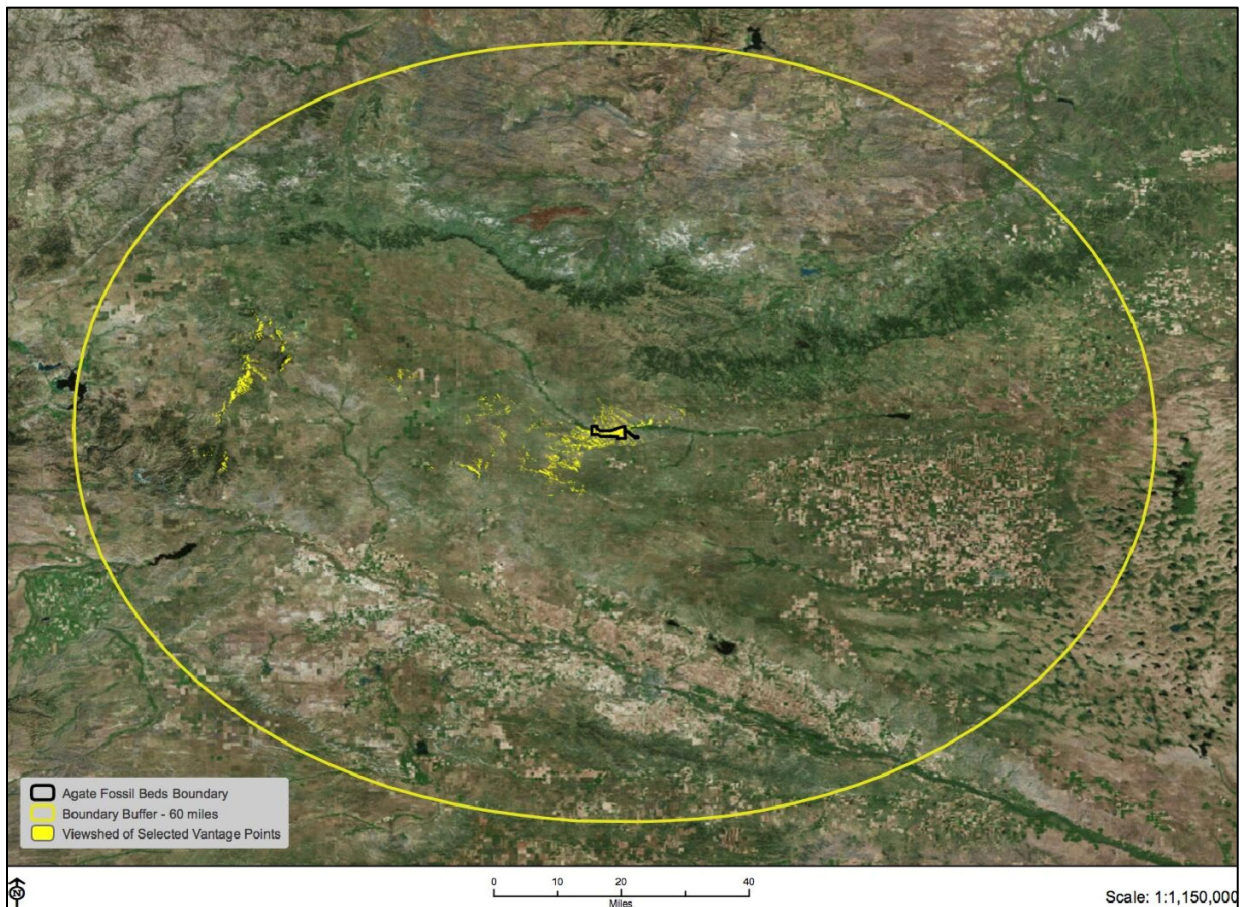 Agate Fossil Beds Boundary
Boundary Buffer - 60 miles
Viewshed of Selected Vantage Points
N
0 10 20 40
Miles
Scale: 1:1,150,000